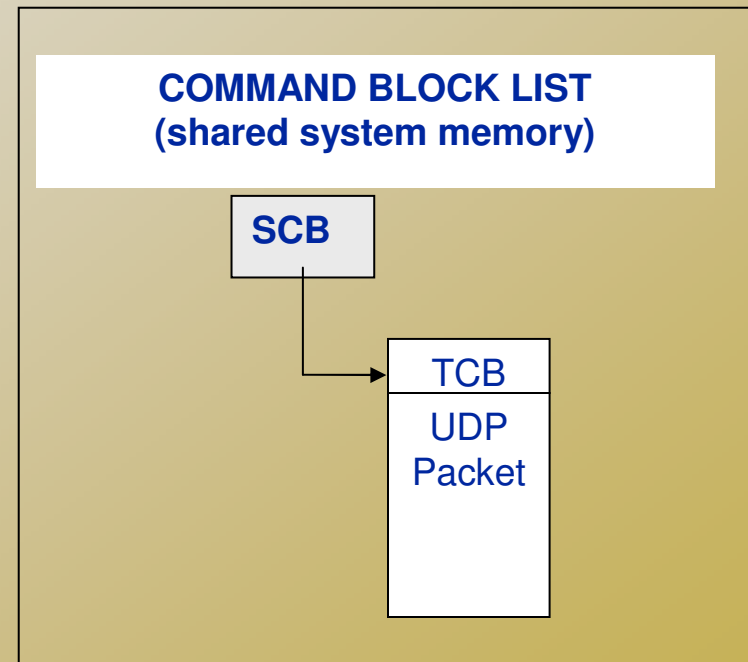 COMMAND BLOCK LIST
(shared system memory)
SCB
TCB
UDP
Packet